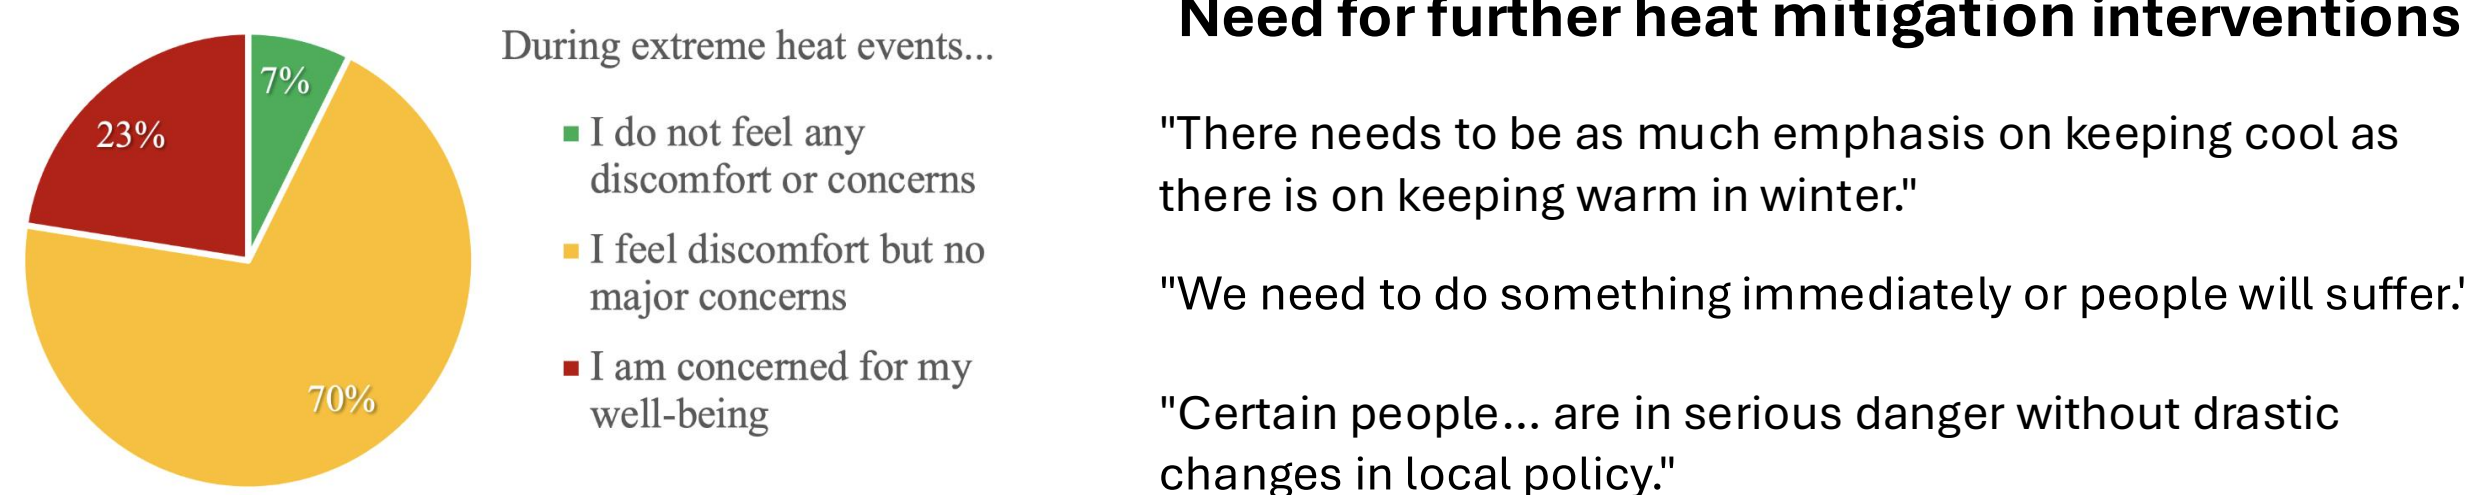 7%
23%
70%
During extreme heat events...
I do not feel any
discomfort or concerns
I feel discomfort but no
major concerns
I am concerned for my
well-being
Need for further heat mitigation interventions
"There needs to be as much emphasis on keeping cool as
there is on keeping warm in winter."
"We need to do something immediately or people will suffer.'
"Certain people... are in serious danger without drastic
changes in local policy."